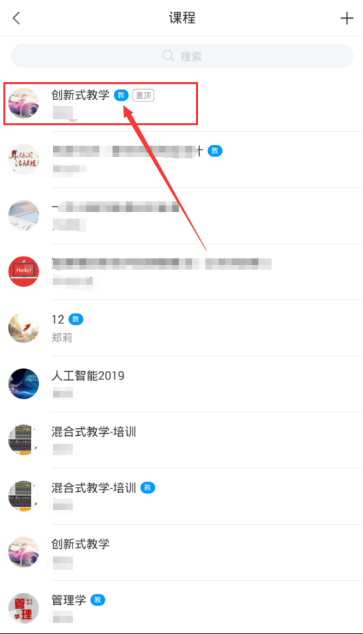 课程
搜索
创新式教学 教 置顶
计 教
12 教
郑莉
人工智能2019
混合式教学-培训
混合式教学-培训 教
创新式教学
管理学 教